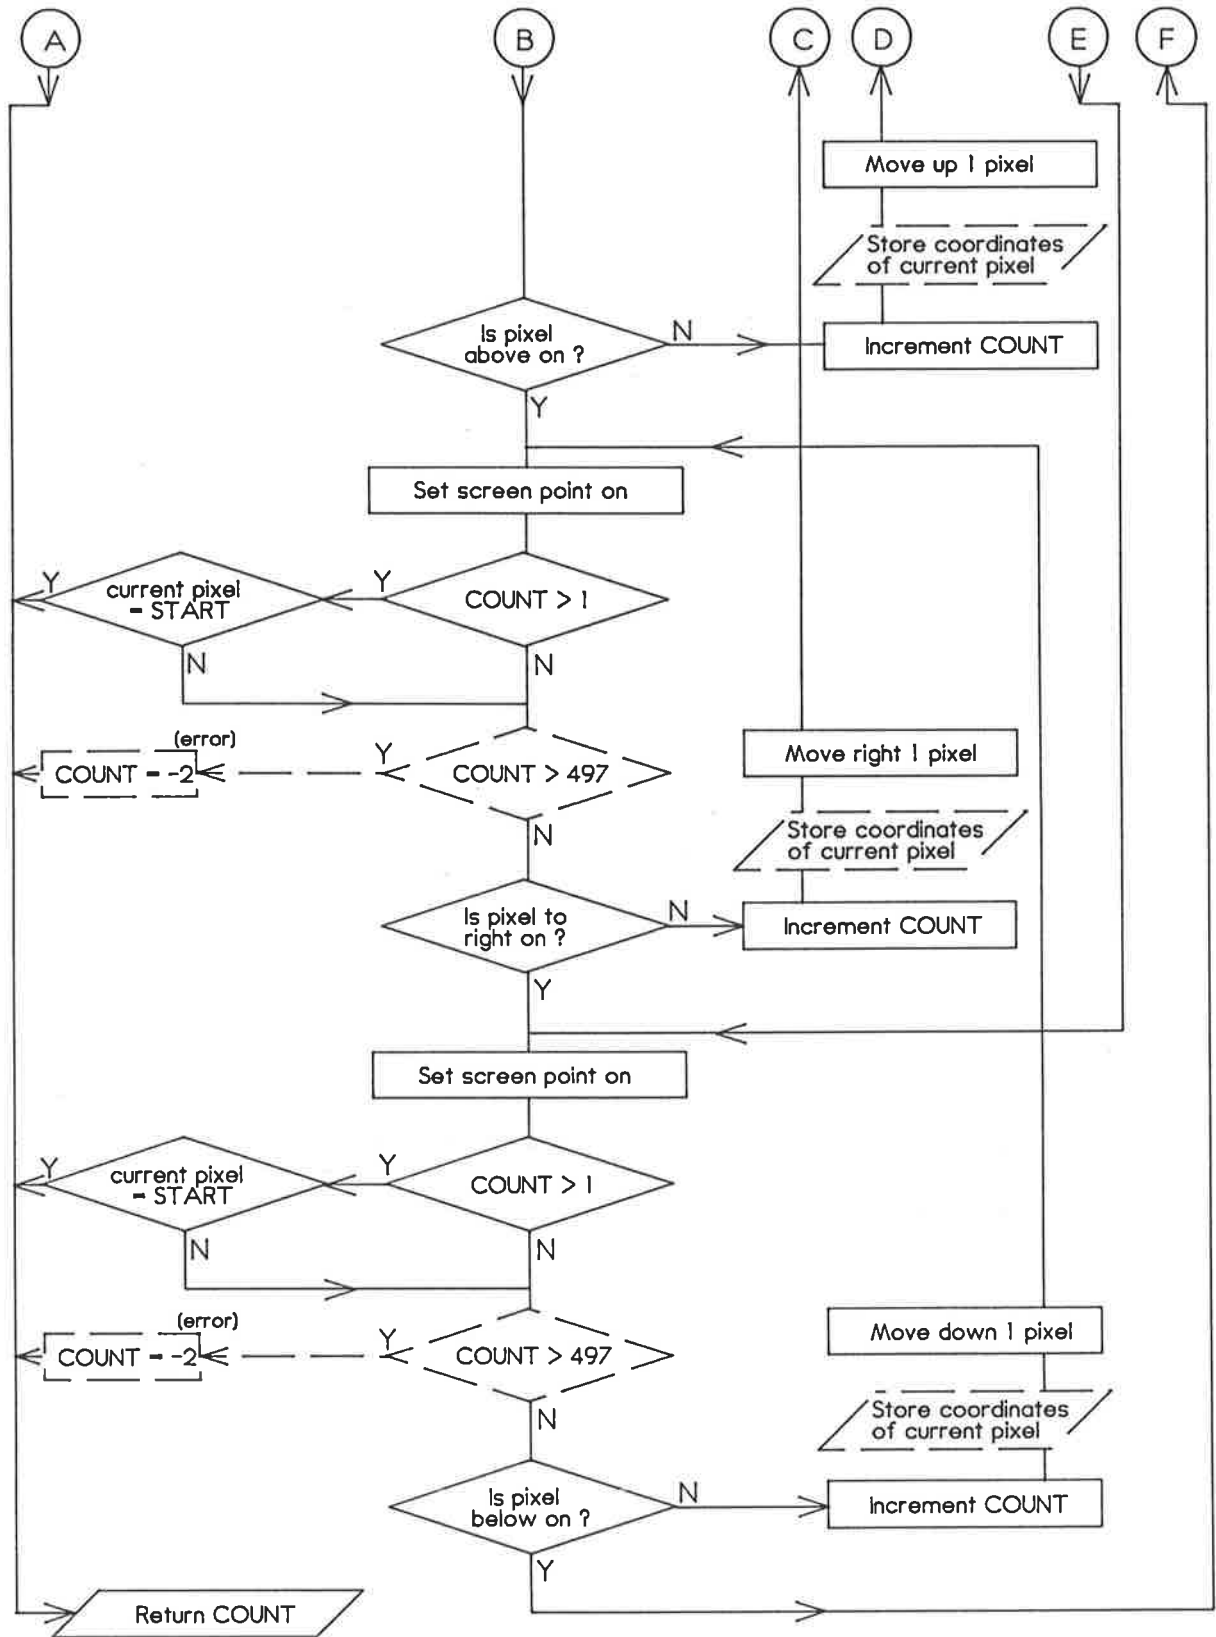 A
B
C
D
E
F
Move up 1 pixel
Store coordinates
of current pixel
Is pixel
above on ?
N
Increment COUNT
Y
Set screen point on
Y
current pixel
= START
Y
COUNT > 1
N
N
(error)
COUNT = -2
Y
COUNT > 497
Move right 1 pixel
N
Store coordinates
of current pixel
Is pixel to
right on ?
N
Increment COUNT
Y
Set screen point on
Y
current pixel
= START
Y
COUNT > 1
N
N
(error)
COUNT = -2
Y
COUNT > 497
Move down 1 pixel
N
Store coordinates
of current pixel
Is pixel
below on ?
N
Increment COUNT
Y
Return COUNT